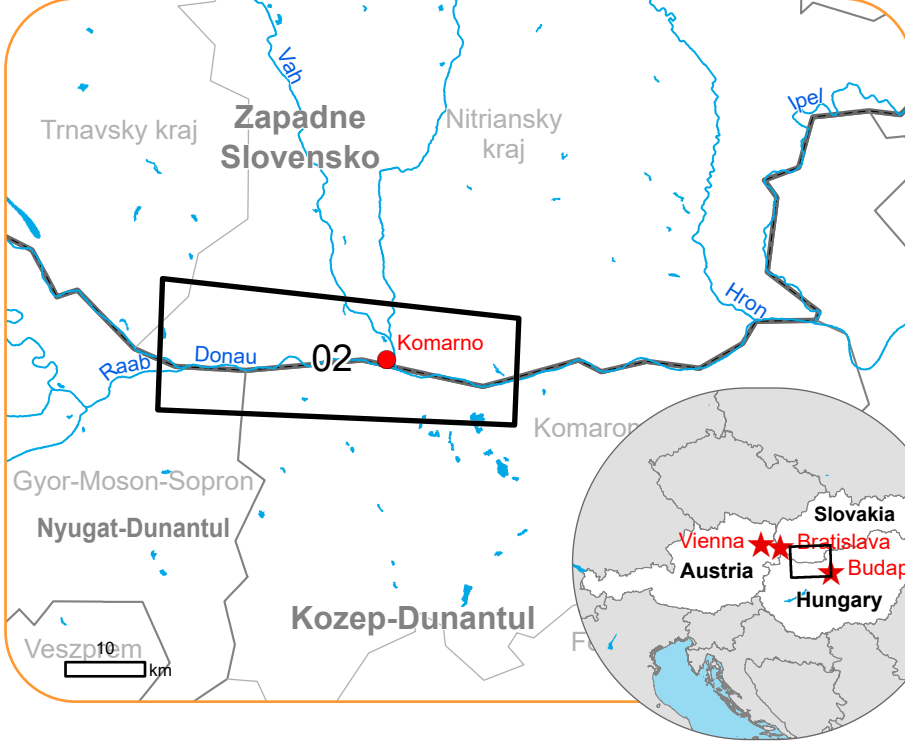 Vah
Ipel
Trnavsky kraj
Zapadne
Slovensko
Nitriansky
kraj
Hron
Komarno
Raab
Donau
02
Komarom
Gyor-Moson-Sopron
Nyugat-Dunantul
Slovakia
Vienna
Bratislava
Austria
Budap
Hungary
Kozep-Dunantul
Veszprem
10
km